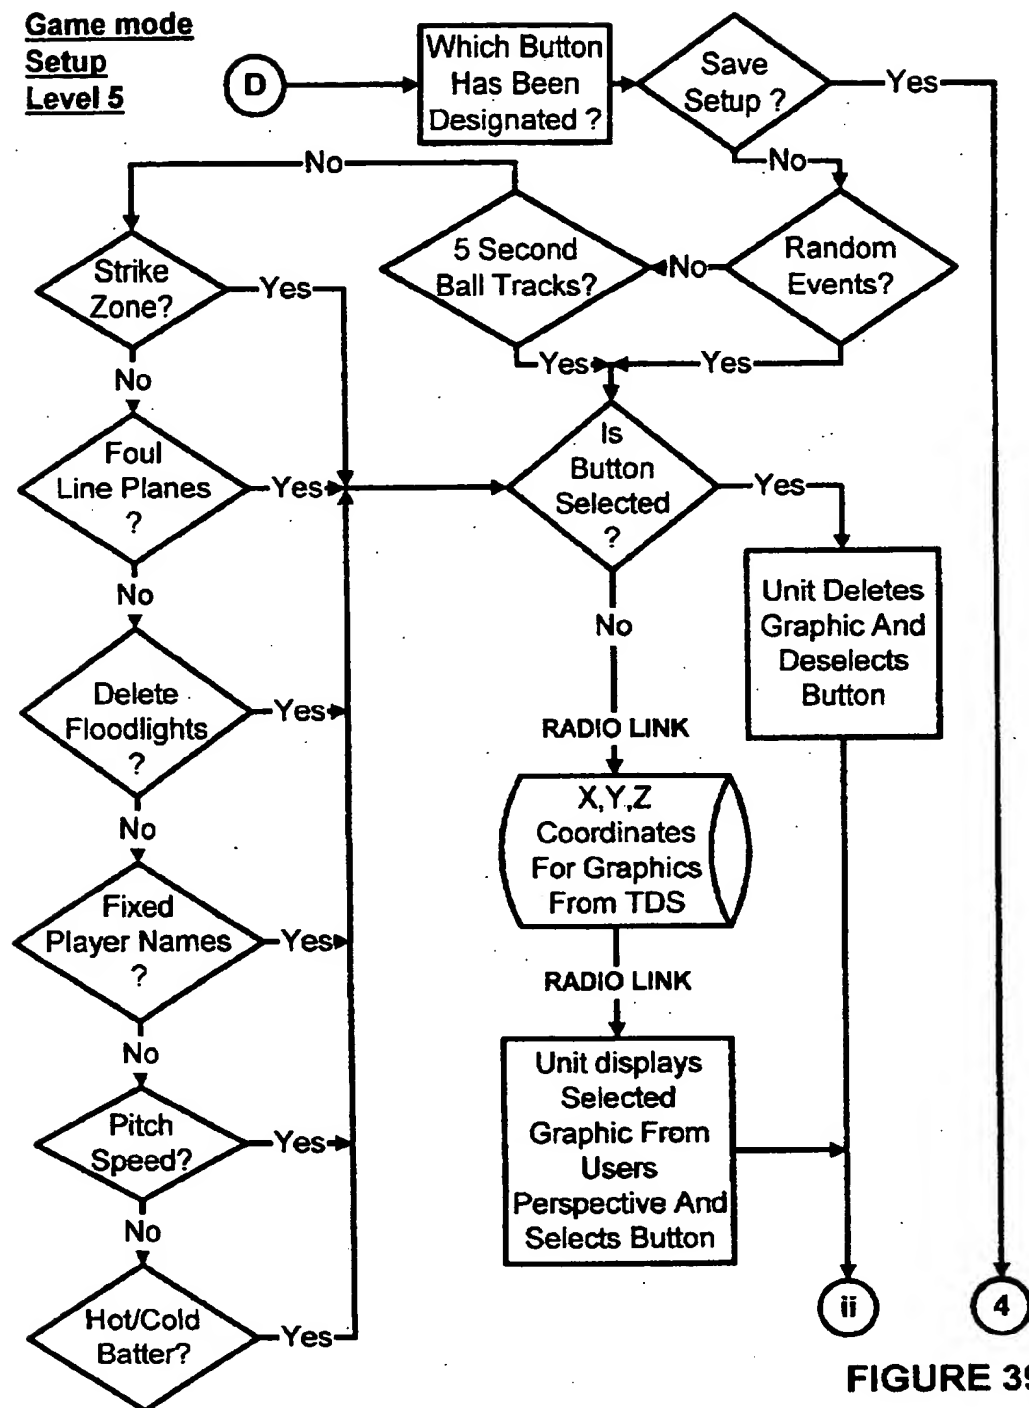 Game mode
Setup
Level 5
D
Which Button
Has Been
Designated ?
Save
Setup ?
Yes
No
No
5 Second
Ball Tracks?
No
Random
Events?
Strike
Zone?
Yes
Yes
Yes
No
Is
Button
Selected
?
Yes
Foul
Line Planes
?
Yes
No
No
Unit Deletes
Graphic And
Deselects
Button
Delete
Floodlights
?
Yes
RADIO LINK
X,Y,Z
Coordinates
For Graphics
From TDS
No
Fixed
Player Names
?
Yes
RADIO LINK
No
Unit displays
Selected
Graphic From
Users
Perspective And
Selects Button
Pitch
Speed?
Yes
No
Hot/Cold
Batter?
Yes
ii
4
FIGURE 39